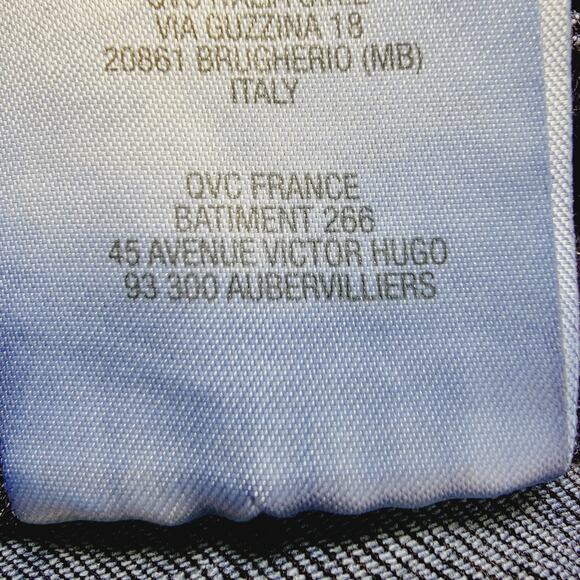 VIA GUZZINA 18
20861 BRUGHERIO (MB)
ITALY
QVC FRANCE
BATIMENT 266
45 AVENUE VICTOR HUGO
93 300 AUBERVILLIERS